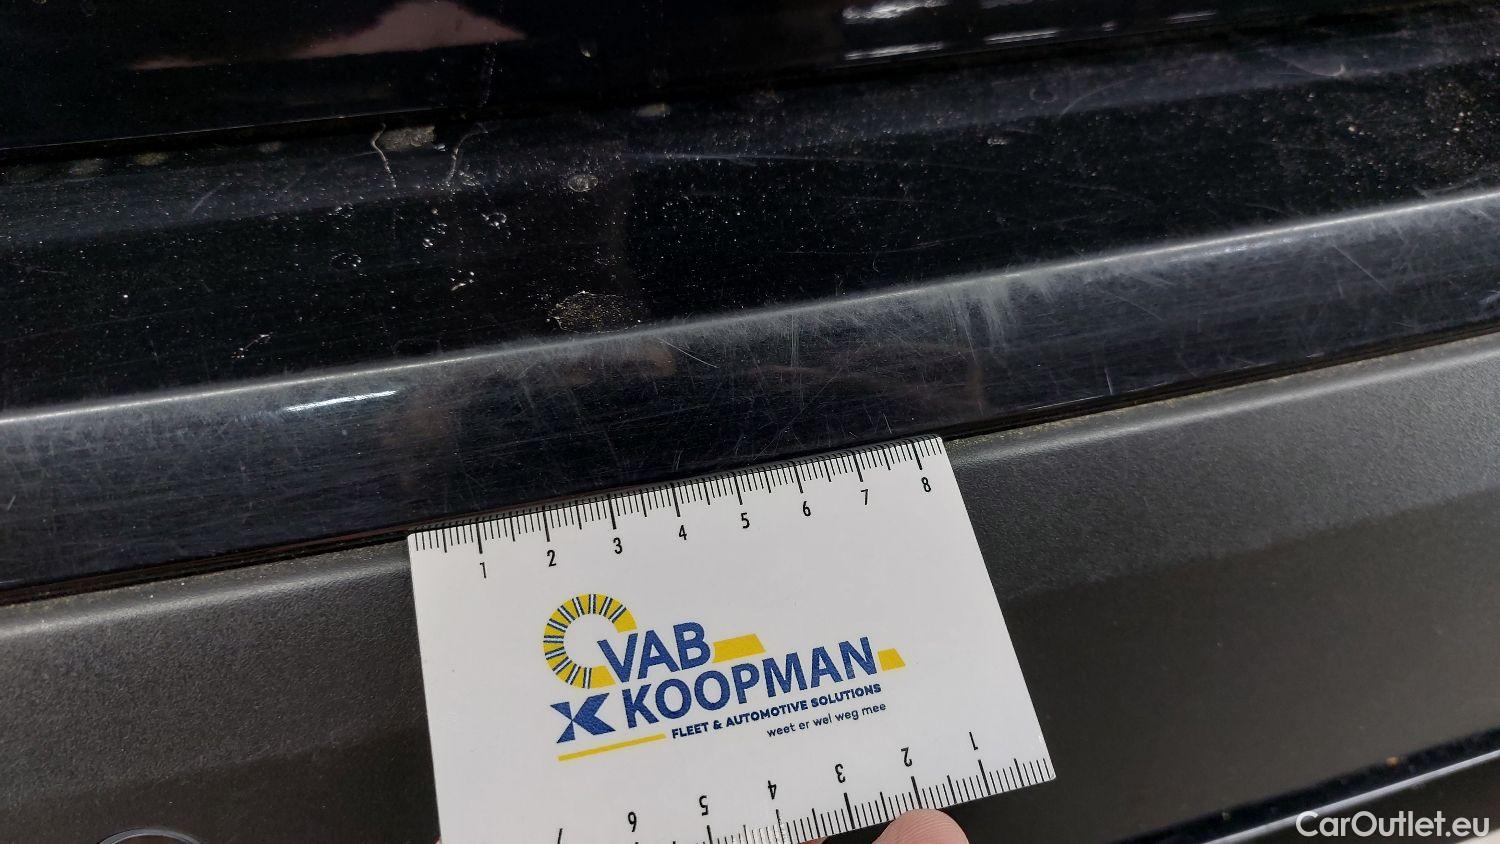 1 2 3 4 5 6 7 8
VAB
KOOPMAN
FLEET & AUTOMOTIVE SOLUTIONS
weet er wel weg mee
7 6 5 4 3 2 1
CarOutlet.eu